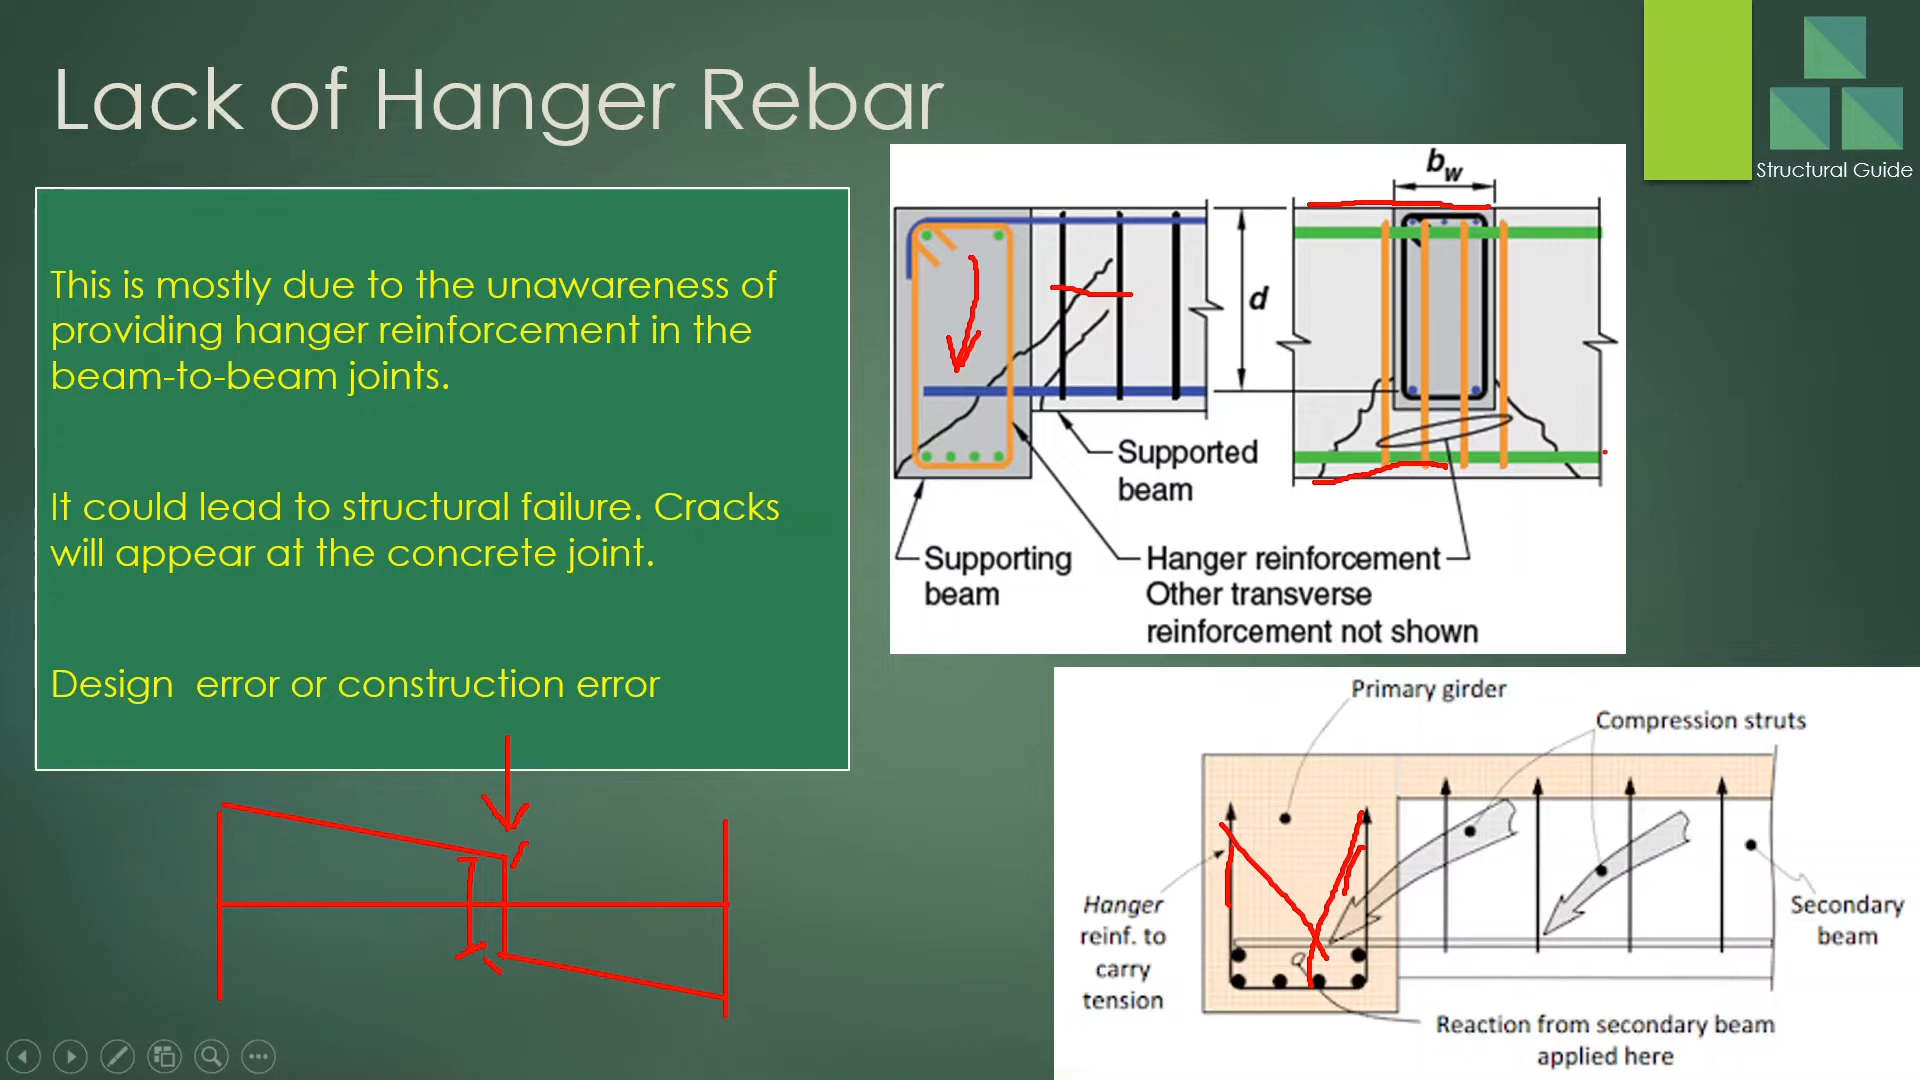 Lack of Hanger Rebar
Structural Guide
This is mostly due to the unawareness of
providing hanger reinforcement in the
beam-to-beam joints.
It could lead to structural failure. Cracks
will appear at the concrete joint.
Design  error or construction error
bw
d
Supported
beam
Supporting
beam
Hanger reinforcement
Other transverse
reinforcement not shown
Primary girder
Compression struts
Hanger
reinf. to
carry
tension
Secondary
beam
Reaction from secondary beam
applied here